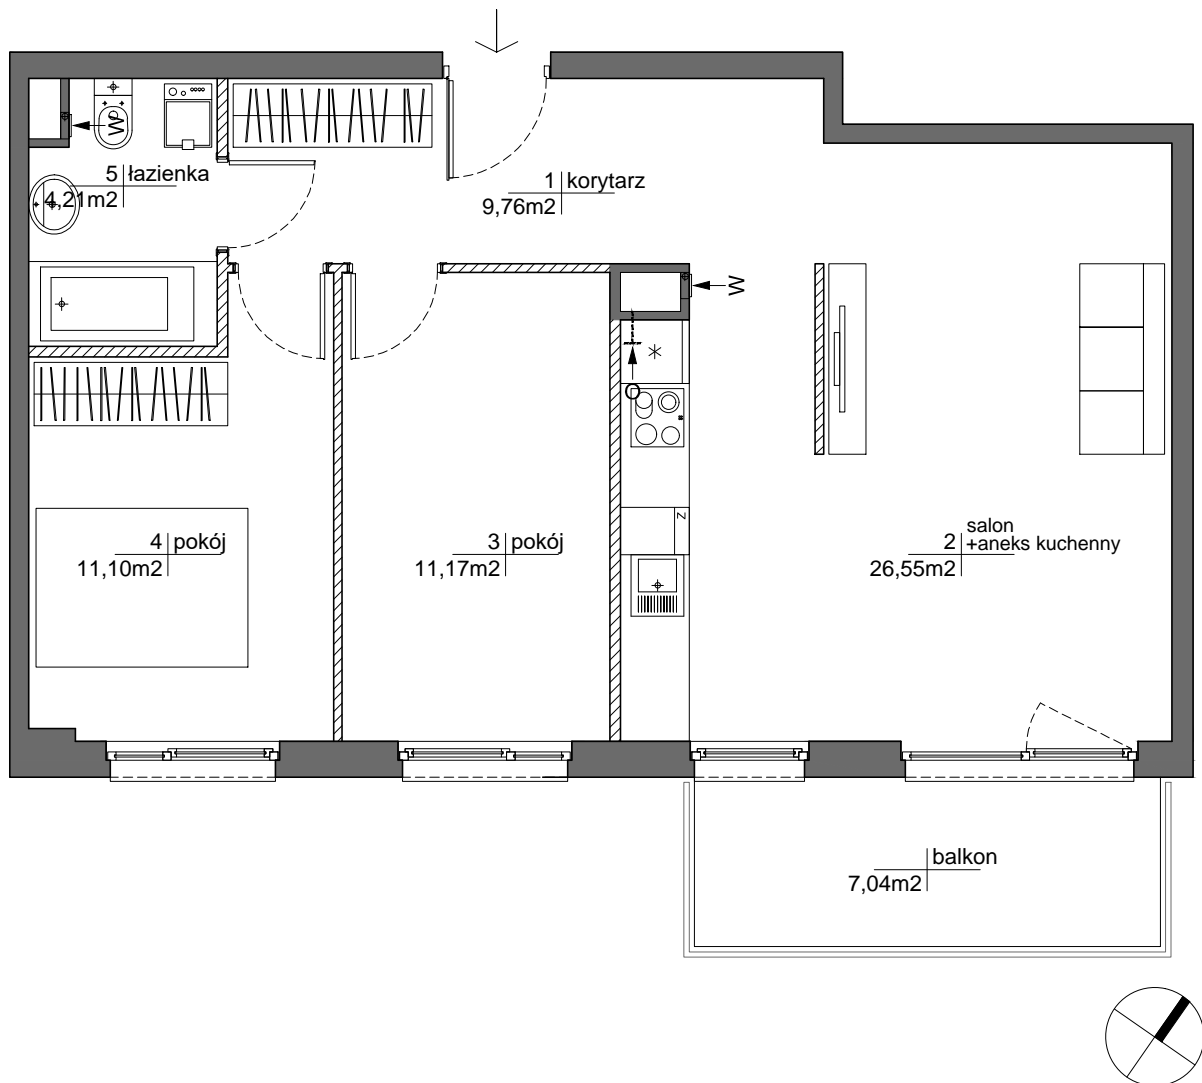 W
5 łazienka
4,21m2
1 korytarz
9,76m2
W
O
Z
4 pokój
11,10m2
3 pokój
11,17m2
2 salon
+aneks kuchenny
26,55m2
balkon
7,04m2